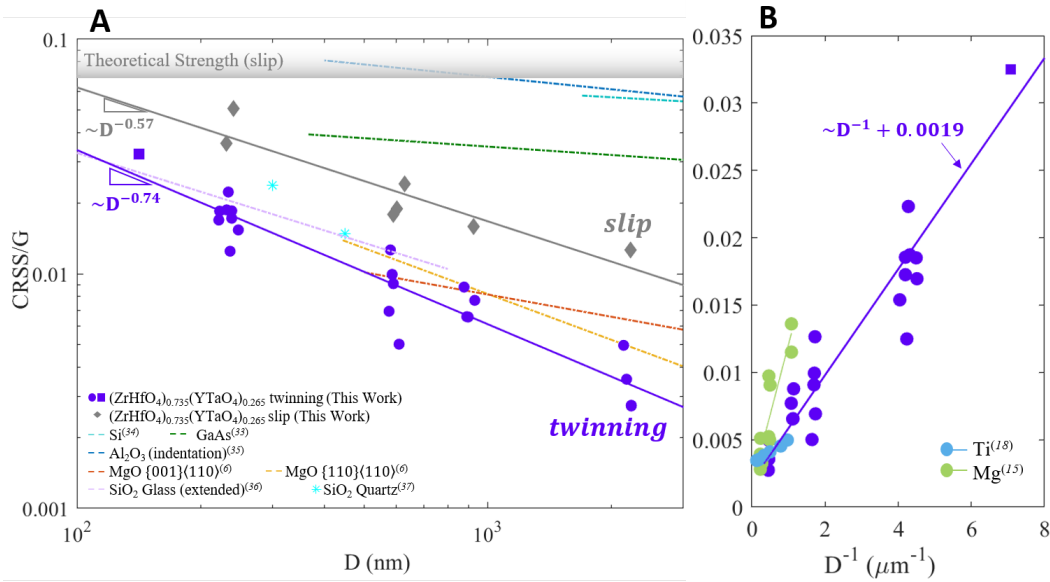 A
B
0.1
Theoretical Strength (slip)
~D^−0.57
~D^−0.74
slip
twinning
0.01
0.001
CRSS/G
(ZrHfO₄)₀.₇₃₅(YTaO₄)₀.₂₆₅ twinning (This Work)
(ZrHfO₄)₀.₇₃₅(YTaO₄)₀.₂₆₅ slip (This Work)
Si(34) GaAs(33)
Al₂O₃ (indentation)(35)
MgO {001}⟨110⟩(6) MgO {110}⟨110⟩(6)
SiO₂ Glass (extended)(36) SiO₂ Quartz(37)
10² 10³
D (nm)
0.035
0.03
0.025
0.02
0.015
0.01
0.005
0
~D⁻¹ + 0.0019
Ti(18)
Mg(15)
0 2 4 6 8
D⁻¹ (μm⁻¹)